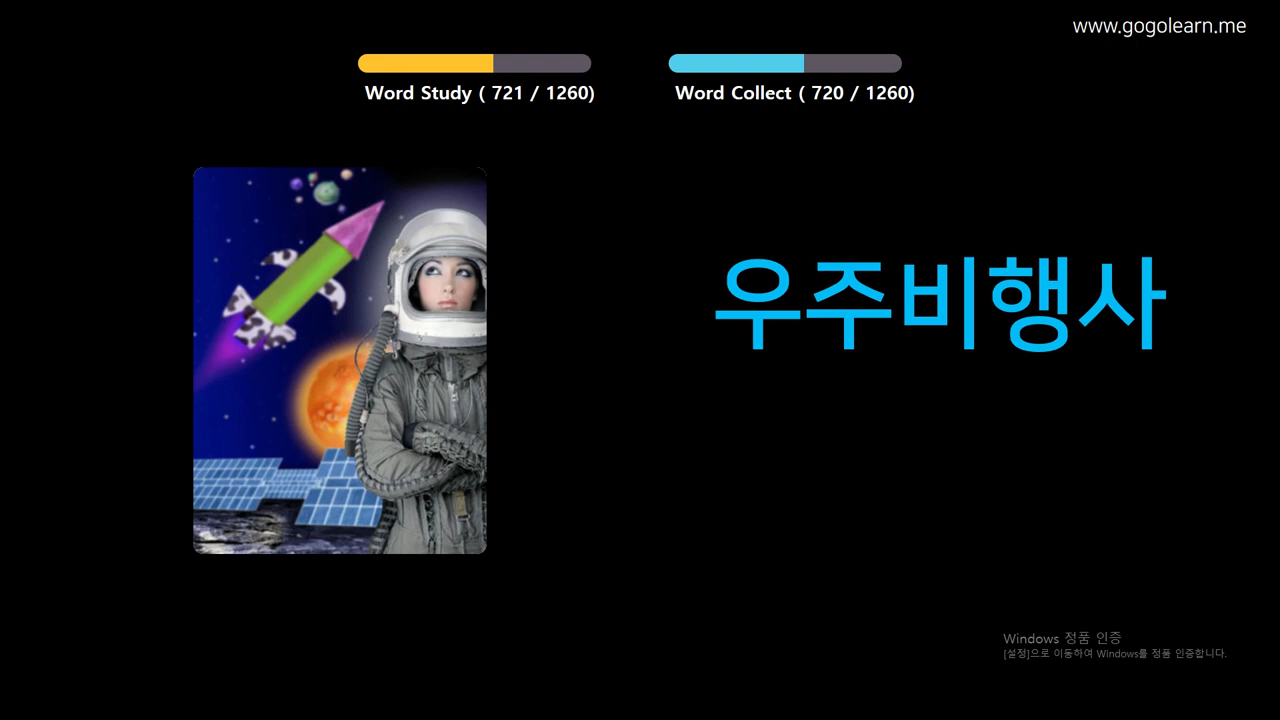 www.gogolearn.me
Word Study ( 721 / 1260)
Word Collect ( 720 / 1260)
우주비행사
Windows 정품 인증
[설정]으로 이동하여 Windows를 정품 인증합니다.